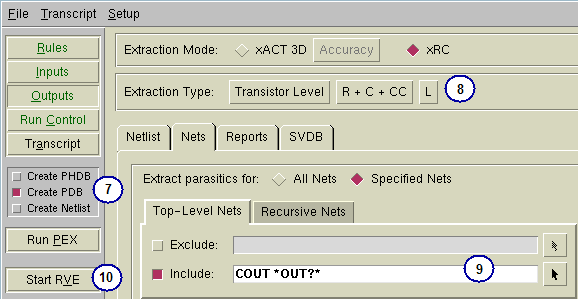 File Transcript Setup
Rules
Inputs
Outputs
Run Control
Transcript
Create PHDB
Create PDB
Create Netlist
7
Run PEX
Start RVE
10
Extraction Mode: xACT 3D Accuracy xRC
Extraction Type: Transistor Level R + C + CC L 8
Netlist Nets Reports SVDB
Extract parasitics for: All Nets Specified Nets
Top-Level Nets Recursive Nets
Exclude:
Include: COUT *OUT?* 9